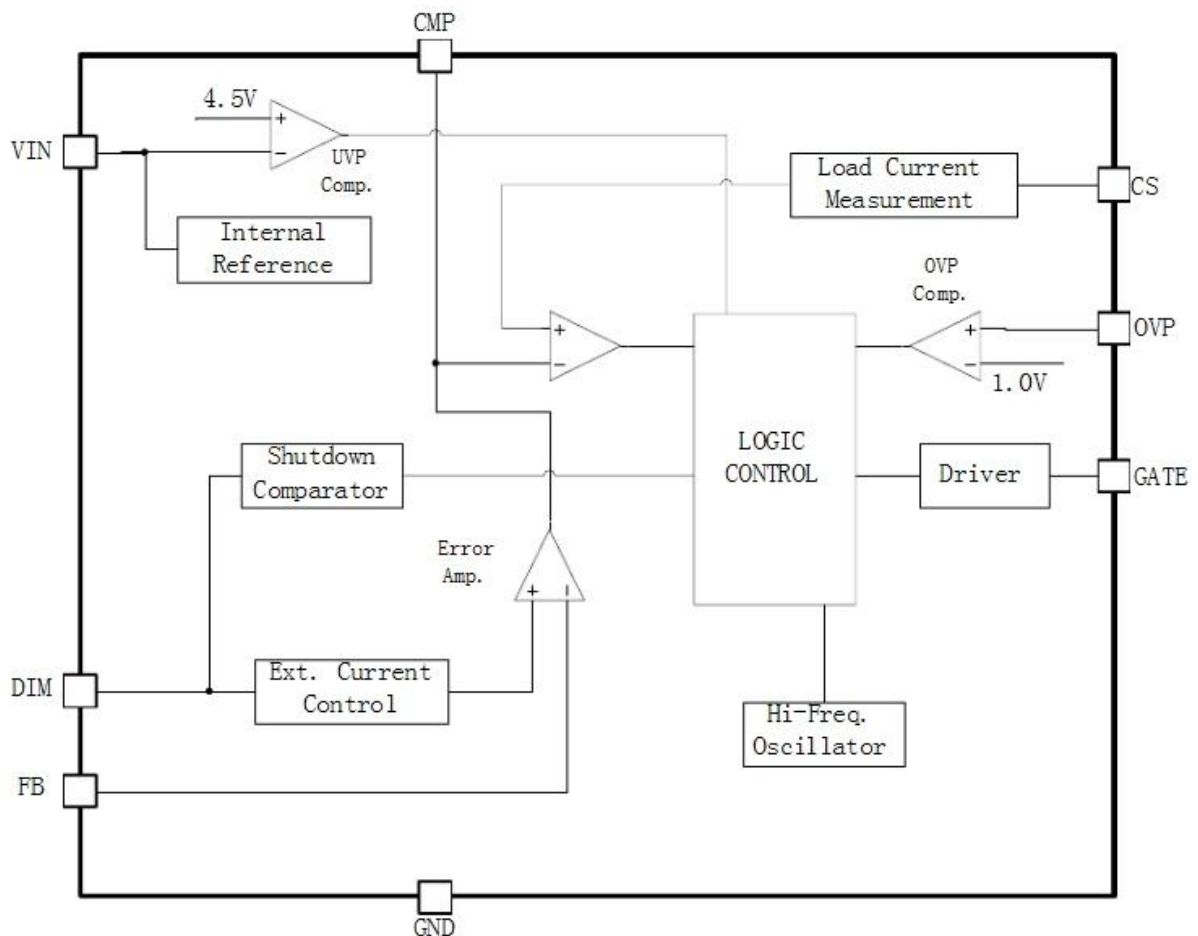 CMP
4.5V
+
−
VIN
UVP
Comp.
Load Current
Measurement
CS
Internal
Reference
OVP
Comp.
+
−
OVP
+
−
1.0V
LOGIC
CONTROL
Shutdown
Comparator
Driver
GATE
Error
Amp.
+
−
DIM
Ext. Current
Control
Hi-Freq.
Oscillator
FB
GND